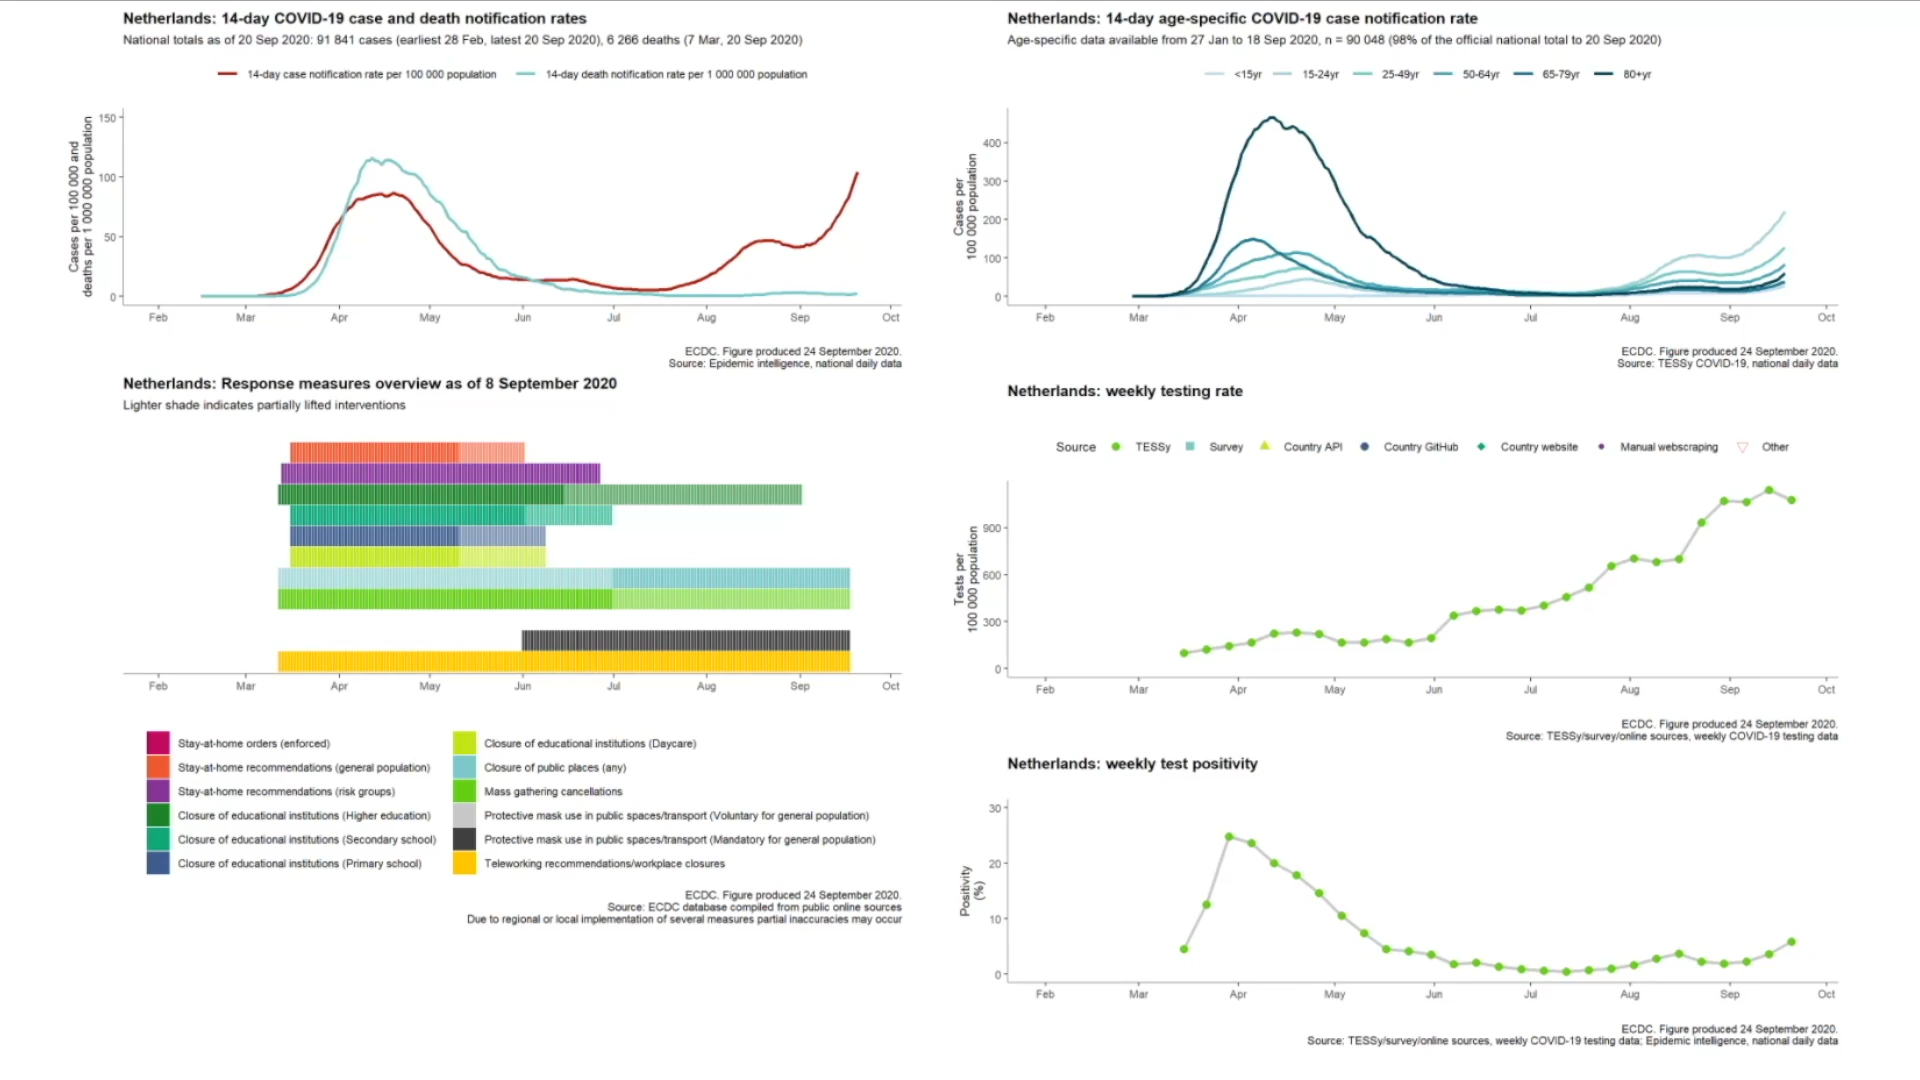 Netherlands: 14-day COVID-19 case and death notification rates
National totals as of 20 Sep 2020: 91 841 cases (earliest 28 Feb, latest 20 Sep 2020), 6 266 deaths (7 Mar, 20 Sep 2020)
14-day case notification rate per 100 000 population
14-day death notification rate per 1 000 000 population
Cases per 100 000 and
deaths per 1 000 000 population
150
100
50
0
Feb Mar Apr May Jun Jul Aug Sep Oct
ECDC. Figure produced 24 September 2020.
Source: Epidemic intelligence, national daily data
Netherlands: Response measures overview as of 8 September 2020
Lighter shade indicates partially lifted interventions
Feb Mar Apr May Jun Jul Aug Sep Oct
Stay-at-home orders (enforced)
Stay-at-home recommendations (general population)
Stay-at-home recommendations (risk groups)
Closure of educational institutions (Higher education)
Closure of educational institutions (Secondary school)
Closure of educational institutions (Primary school)
Closure of educational institutions (Daycare)
Closure of public places (any)
Mass gathering cancellations
Protective mask use in public spaces/transport (Voluntary for general population)
Protective mask use in public spaces/transport (Mandatory for general population)
Teleworking recommendations/workplace closures
ECDC. Figure produced 24 September 2020.
Source: ECDC database compiled from public online sources
Due to regional or local implementation of several measures partial inaccuracies may occur
Netherlands: 14-day age-specific COVID-19 case notification rate
Age-specific data available from 27 Jan to 18 Sep 2020, n = 90 048 (98% of the official national total to 20 Sep 2020)
<15yr 15-24yr 25-49yr 50-64yr 65-79yr 80+yr
Cases per
100 000 population
400
300
200
100
0
Feb Mar Apr May Jun Jul Aug Sep Oct
ECDC. Figure produced 24 September 2020.
Source: TESSy COVID-19, national daily data
Netherlands: weekly testing rate
Source TESSy Survey Country API Country GitHub Country website Manual webscraping Other
Tests per
100 000 population
900
600
300
0
Feb Mar Apr May Jun Jul Aug Sep Oct
ECDC. Figure produced 24 September 2020.
Source: TESSy/survey/online sources, weekly COVID-19 testing data
Netherlands: weekly test positivity
Positivity
(%)
30
20
10
0
Feb Mar Apr May Jun Jul Aug Sep Oct
ECDC. Figure produced 24 September 2020.
Source: TESSy/survey/online sources, weekly COVID-19 testing data; Epidemic intelligence, national daily data